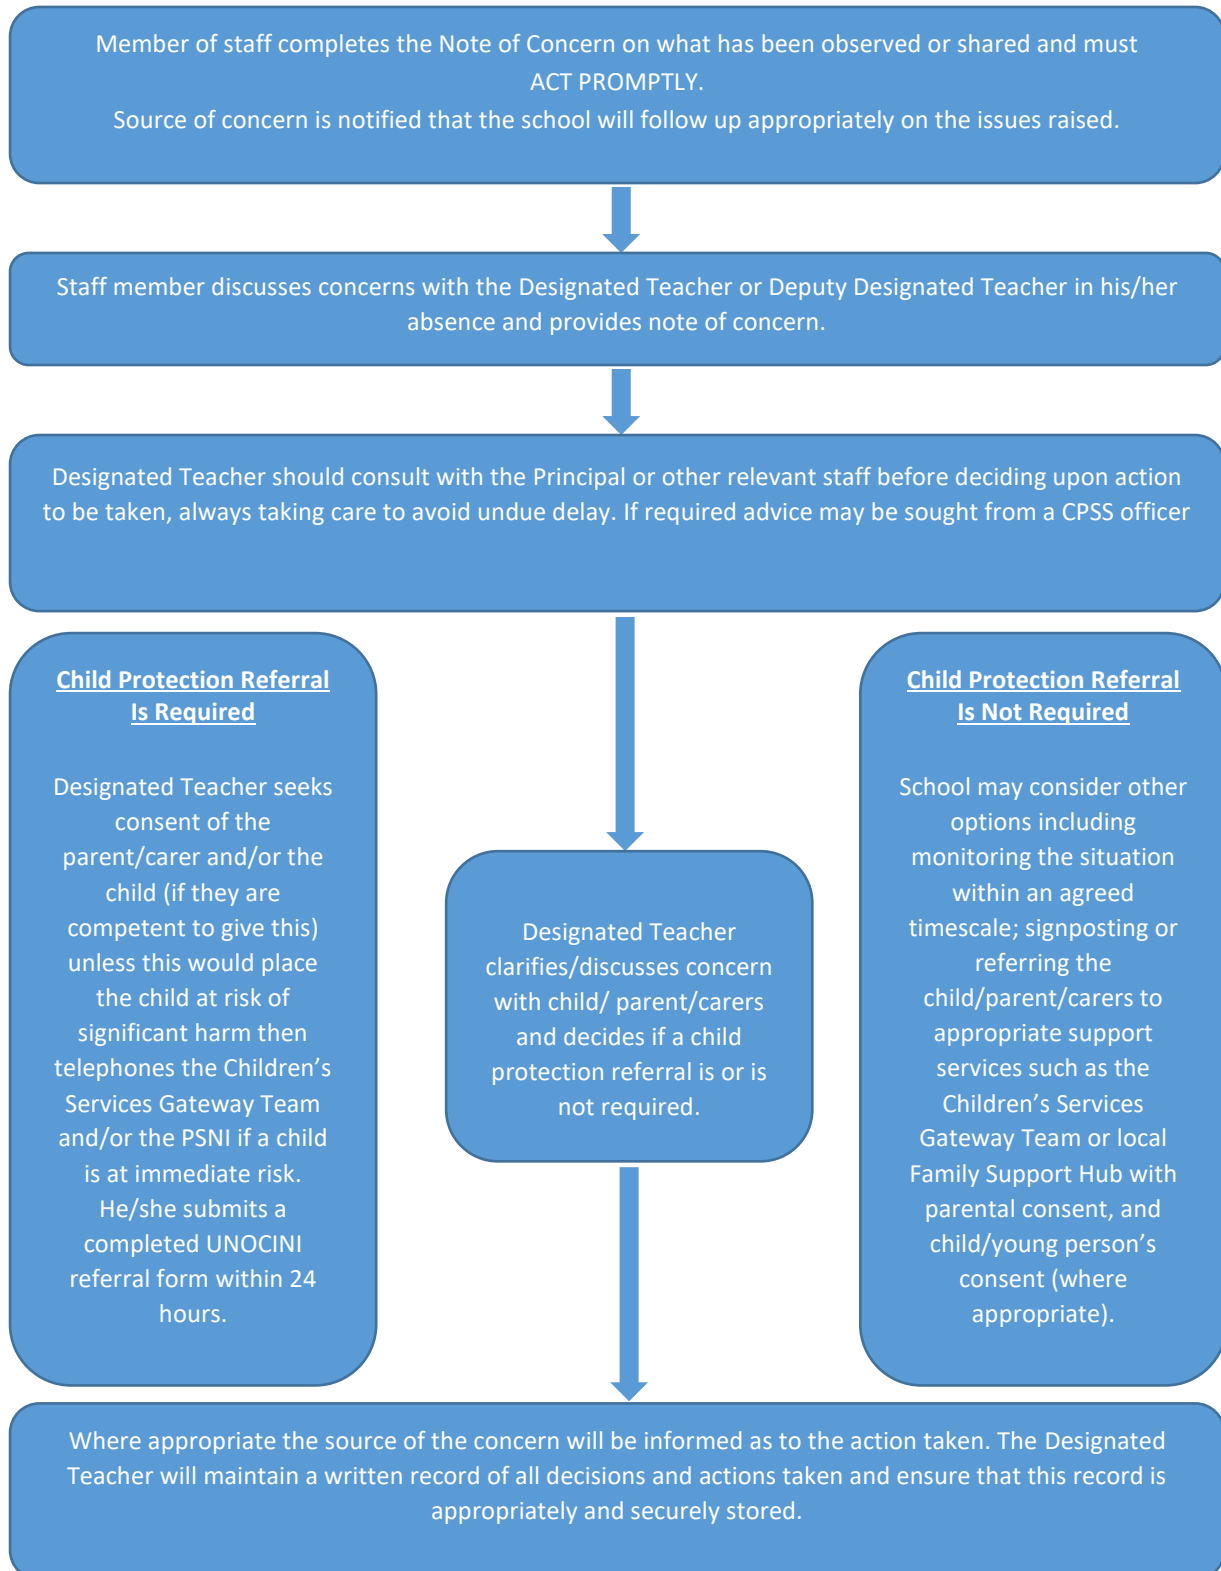 Member of staff completes the Note of Concern on what has been observed or shared and must
ACT PROMPTLY.
Source of concern is notified that the school will follow up appropriately on the issues raised.
Staff member discusses concerns with the Designated Teacher or Deputy Designated Teacher in his/her
absence and provides note of concern.
Designated Teacher should consult with the Principal or other relevant staff before deciding upon action
to be taken, always taking care to avoid undue delay. If required advice may be sought from a CPSS officer
Child Protection Referral
Is Required
Designated Teacher seeks
consent of the
parent/carer and/or the
child (if they are
competent to give this)
unless this would place
the child at risk of
significant harm then
telephones the Children’s
Services Gateway Team
and/or the PSNI if a child
is at immediate risk.
He/she submits a
completed UNOCINI
referral form within 24
hours.
Designated Teacher
clarifies/discusses concern
with child/ parent/carers
and decides if a child
protection referral is or is
not required.
Child Protection Referral
Is Not Required
School may consider other
options including
monitoring the situation
within an agreed
timescale; signposting or
referring the
child/parent/carers to
appropriate support
services such as the
Children’s Services
Gateway Team or local
Family Support Hub with
parental consent, and
child/young person’s
consent (where
appropriate).
Where appropriate the source of the concern will be informed as to the action taken. The Designated
Teacher will maintain a written record of all decisions and actions taken and ensure that this record is
appropriately and securely stored.